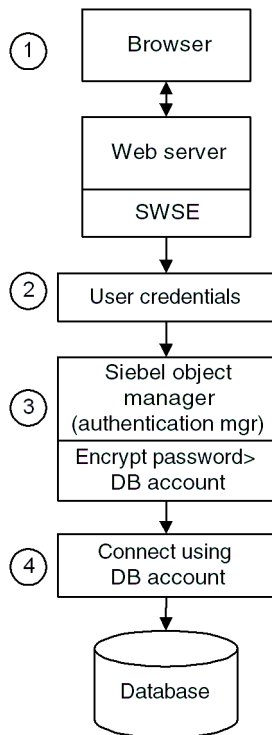 1
Browser
Web server
SWSE
2
User credentials
3
Siebel object
manager
(authentication mgr)
Encrypt password>
DB account
4
Connect using
DB account
Database